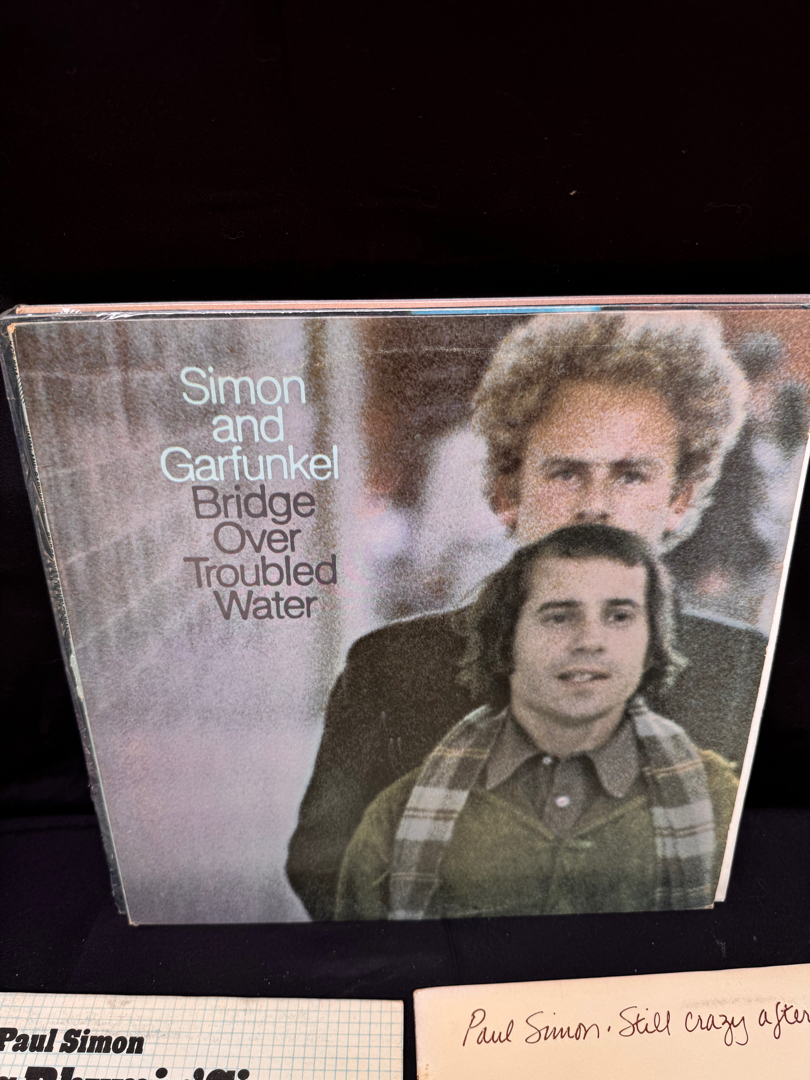 Simon
and
Garfunkel
Bridge
Over
Troubled
Water
Paul Simon
Paul Simon. Still crazy after